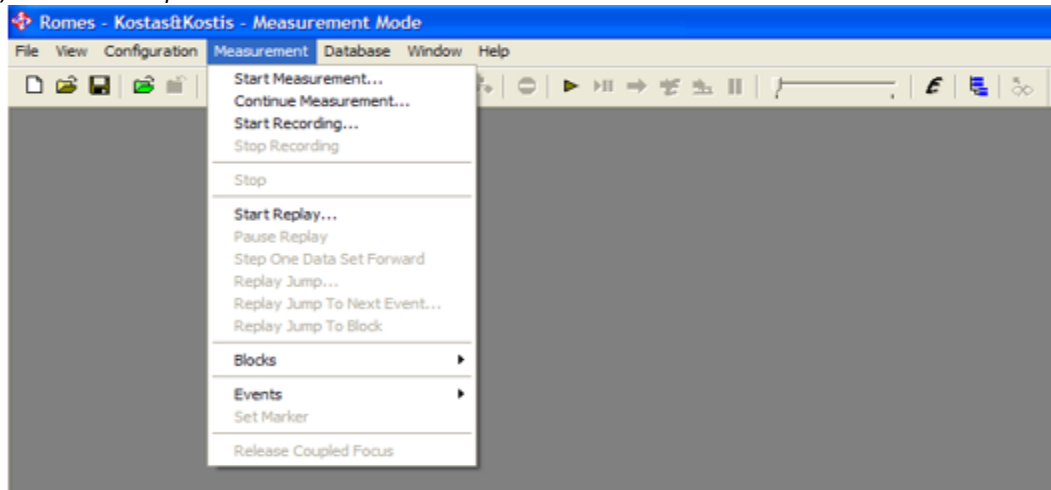 Romes - Kostas&Kostis - Measurement Mode
File View Configuration Measurement Database Window Help
Start Measurement...
Continue Measurement...
Start Recording...
Stop Recording
Stop
Start Replay...
Pause Replay
Step One Data Set Forward
Replay Jump...
Replay Jump To Next Event...
Replay Jump To Block
Blocks
Events
Set Marker
Release Coupled Focus